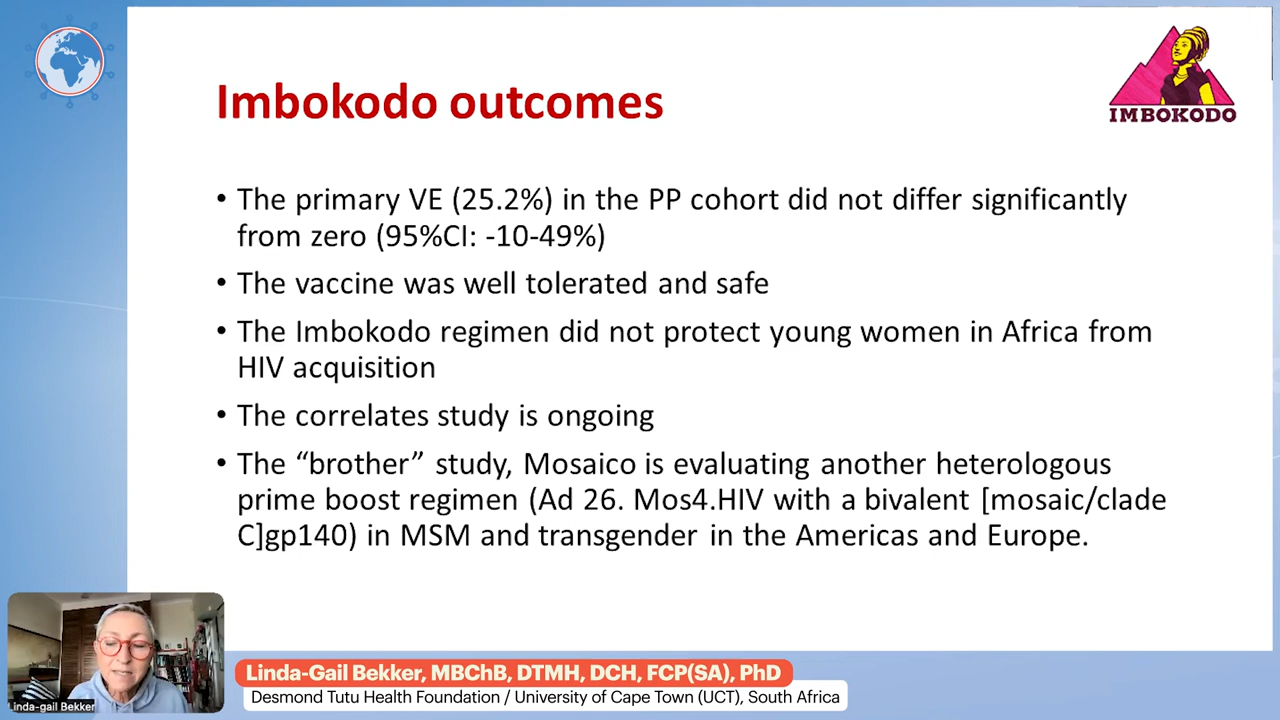 IMBOKODO
Imbokodo outcomes
• The primary VE (25.2%) in the PP cohort did not differ significantly
from zero (95%CI: -10-49%)
• The vaccine was well tolerated and safe
• The Imbokodo regimen did not protect young women in Africa from
HIV acquisition
• The correlates study is ongoing
• The “brother” study, Mosaico is evaluating another heterologous
prime boost regimen (Ad 26. Mos4.HIV with a bivalent [mosaic/clade
C]gp140) in MSM and transgender in the Americas and Europe.
Linda-gail Bekker
Linda-Gail Bekker, MBChB, DTMH, DCH, FCP(SA), PhD
Desmond Tutu Health Foundation / University of Cape Town (UCT), South Africa